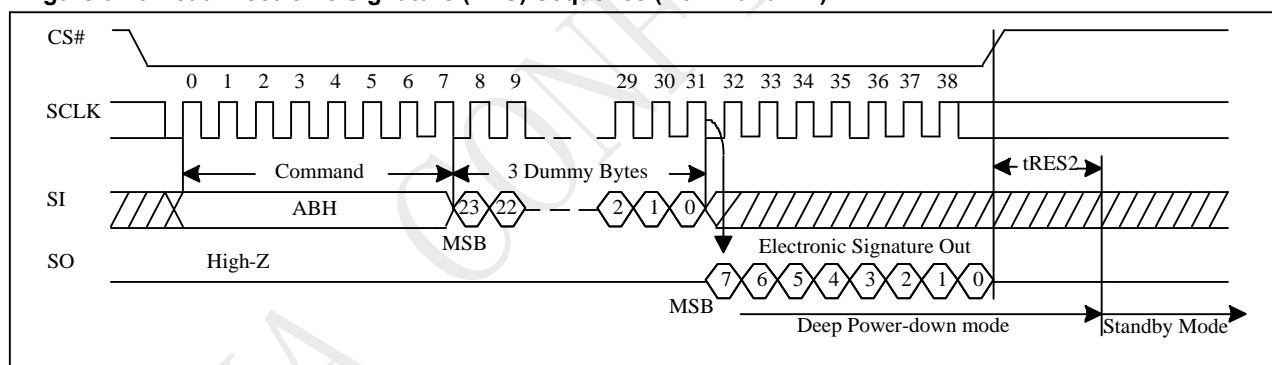 CS#
0 1 2 3 4 5 6 7 8 9 29 30 31 32 33 34 35 36 37 38
SCLK
Command 3 Dummy Bytes tRES2
SI ABH 23 22 2 1 0
MSB Electronic Signature Out
SO High-Z 7 6 5 4 3 2 1 0
MSB Deep Power-down mode Standby Mode